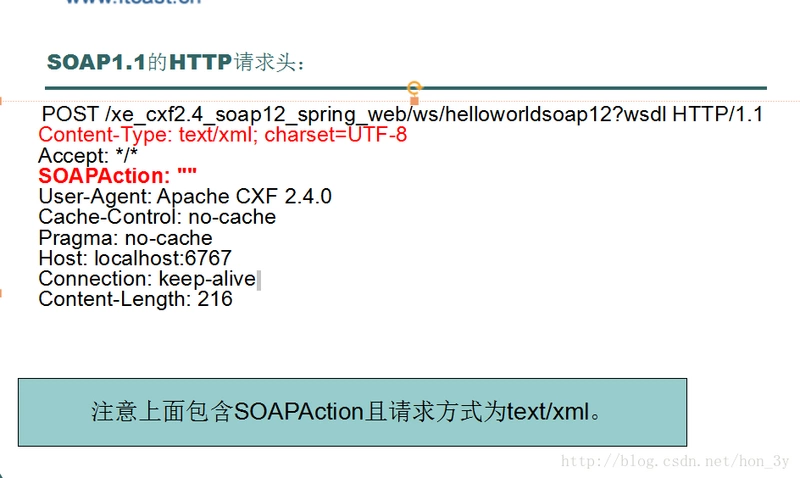 www.itcast.cn
SOAP1.1的HTTP请求头：
POST /xe_cxf2.4_soap12_spring_web/ws/helloworldsoap12?wsdl HTTP/1.1
Content-Type: text/xml; charset=UTF-8
Accept: */*
SOAPAction: ""
User-Agent: Apache CXF 2.4.0
Cache-Control: no-cache
Pragma: no-cache
Host: localhost:6767
Connection: keep-alive
Content-Length: 216
注意上面包含SOAPAction且请求方式为text/xml。
http://blog.csdn.net/hon_3y